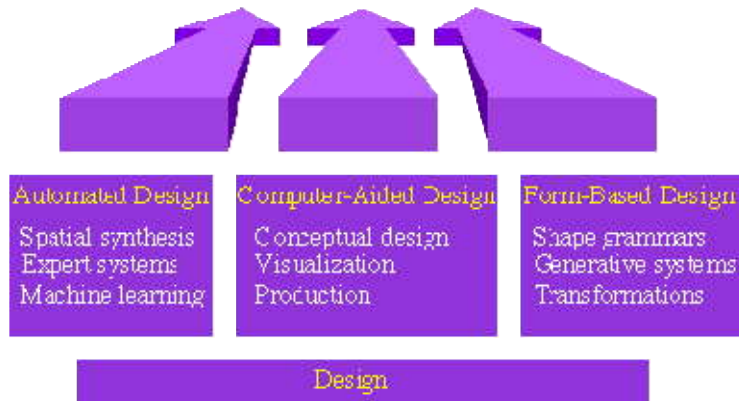 Automated Design
Spatial synthesis
Expert systems
Machine learning
Computer-Aided Design
Conceptual design
Visualization
Production
Form-Based Design
Shape grammars
Generative systems
Transformations
Design